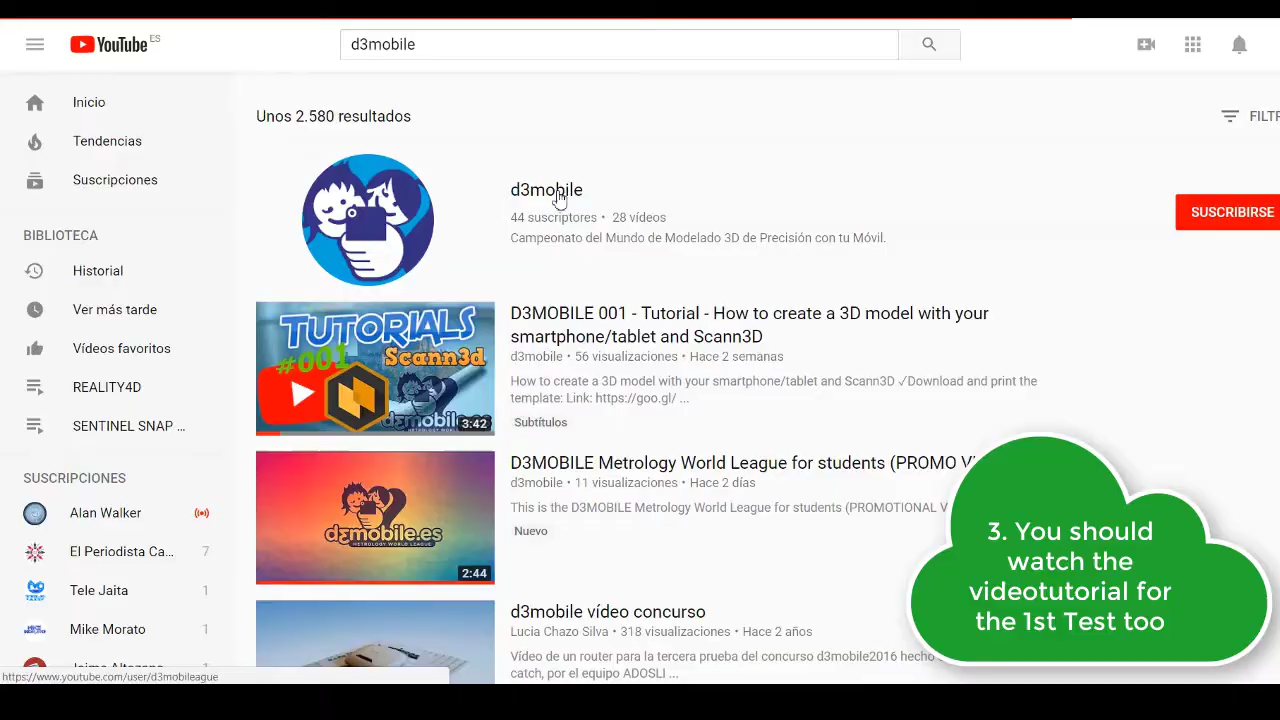 YouTube ES
d3mobile
Inicio
Tendencias
Suscripciones
BIBLIOTECA
Historial
Ver más tarde
Vídeos favoritos
REALITY4D
SENTINEL SNAP ...
SUSCRIPCIONES
Alan Walker
El Periodista Ca... 7
Tele Jaita 1
Mike Morato 1
Unos 2.580 resultados
FILTR
d3mobile
44 suscriptores • 28 vídeos
Campeonato del Mundo de Modelado 3D de Precisión con tu Móvil.
SUSCRIBIRSE
TUTORIALS
#001
Scann3d
d3mobil
3:42
D3MOBILE 001 - Tutorial - How to create a 3D model with your
smartphone/tablet and Scann3D
d3mobile • 56 visualizaciones • Hace 2 semanas
How to create a 3D model with your smartphone/tablet and Scann3D ✓Download and print the
template: Link: https://goo.gl/ ...
Subtítulos
d3mobile.es
METROLOGY WORLD LEAGUE
2:44
D3MOBILE Metrology World League for students (PROMO V
d3mobile • 11 visualizaciones • Hace 2 días
This is the D3MOBILE Metrology World League for students (PROMOTIONAL V
Nuevo
d3mobile vídeo concurso
Lucia Chazo Silva • 318 visualizaciones • Hace 2 años
Vídeo de un router para la tercera prueba del concurso d3mobile2016 hecho
catch, por el equipo ADOSLI ...
3. You should
watch the
videotutorial for
the 1st Test too
https://www.youtube.com/user/d3mobileague